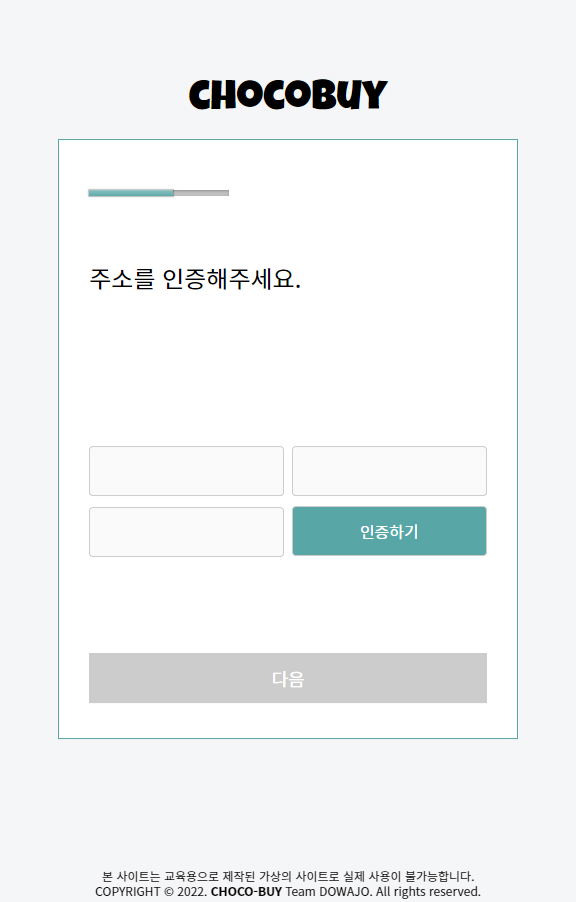 CHOCOBUY
주소를 인증해주세요.
인증하기
다음
본 사이트는 교육용으로 제작된 가상의 사이트로 실제 사용이 불가능합니다.
COPYRIGHT © 2022. CHOCO-BUY Team DOWAJO. All rights reserved.